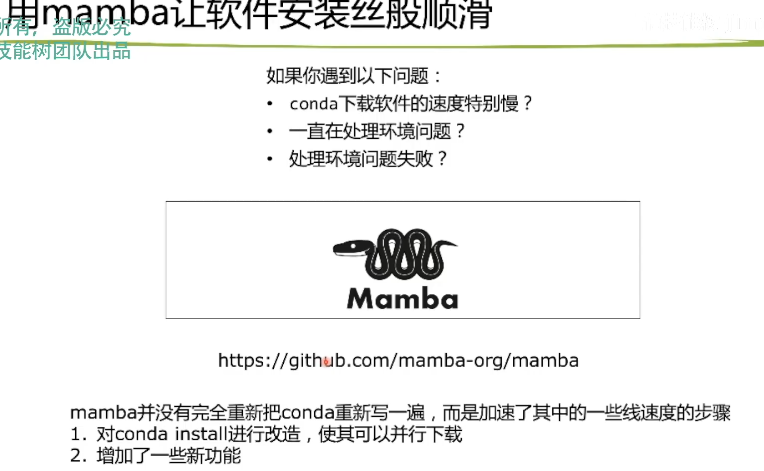 用mamba让软件安装丝般顺滑
所有，盗版必究
技能树团队出品
如果你遇到以下问题：
• conda下载软件的速度特别慢？
• 一直在处理环境问题？
• 处理环境问题失败？
Mamba
https://github.com/mamba-org/mamba
mamba并没有完全重新把conda重新写一遍，而是加速了其中的一些线速度的步骤
1. 对conda install进行改造，使其可以并行下载
2. 增加了一些新功能